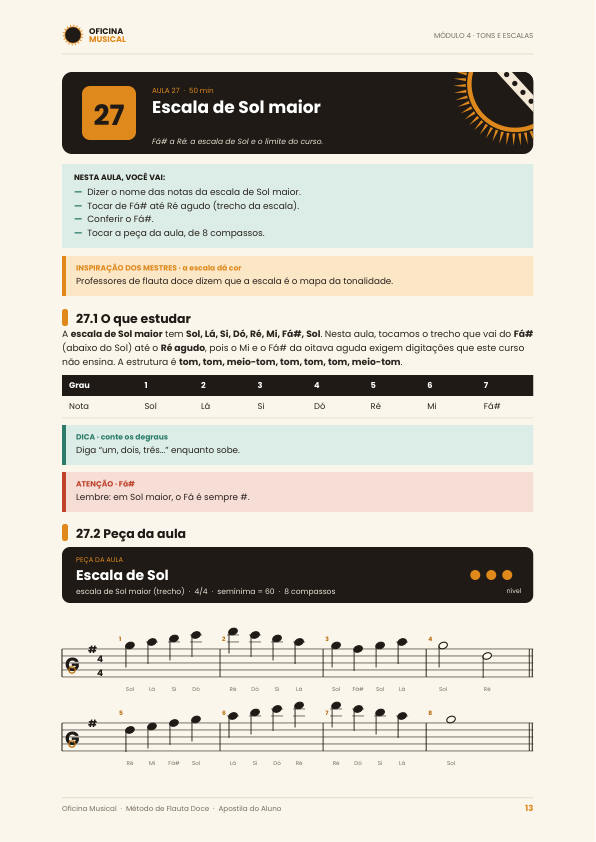 OFICINA
MUSICAL
MÓDULO 4 · TONS E ESCALAS
27
AULA 27 · 50 min
Escala de Sol maior
Fá# a Ré: a escala de Sol e o limite do curso.
NESTA AULA, VOCÊ VAI:
— Dizer o nome das notas da escala de Sol maior.
— Tocar de Fá# até Ré agudo (trecho da escala).
— Conferir o Fá#.
— Tocar a peça da aula, de 8 compassos.
INSPIRAÇÃO DOS MESTRES · a escala dá cor
Professores de flauta doce dizem que a escala é o mapa da tonalidade.
27.1 O que estudar
A escala de Sol maior tem Sol, Lá, Si, Dó, Ré, Mi, Fá#, Sol. Nesta aula, tocamos o trecho que vai do Fá#
(abaixo do Sol) até o Ré agudo, pois o Mi e o Fá# da oitava aguda exigem digitações que este curso
não ensina. A estrutura é tom, tom, meio-tom, tom, tom, tom, meio-tom.
Grau 1 2 3 4 5 6 7
Nota Sol Lá Si Dó Ré Mi Fá#
DICA · conte os degraus
Diga “um, dois, três...” enquanto sobe.
ATENÇÃO · Fá#
Lembre: em Sol maior, o Fá é sempre #.
27.2 Peça da aula
PEÇA DA AULA
Escala de Sol
escala de Sol maior (trecho) · 4/4 · semínima = 60 · 8 compassos
nível
1 2 3 4
G # 4 4
Sol Lá Si Dó Ré Dó Si Lá Sol Fá# Sol Lá Sol Ré
5 6 7 8
G #
Ré Mi Fá# Sol Lá Si Dó Ré Ré Dó Si Lá Sol
Oficina Musical · Método de Flauta Doce · Apostila do Aluno
13